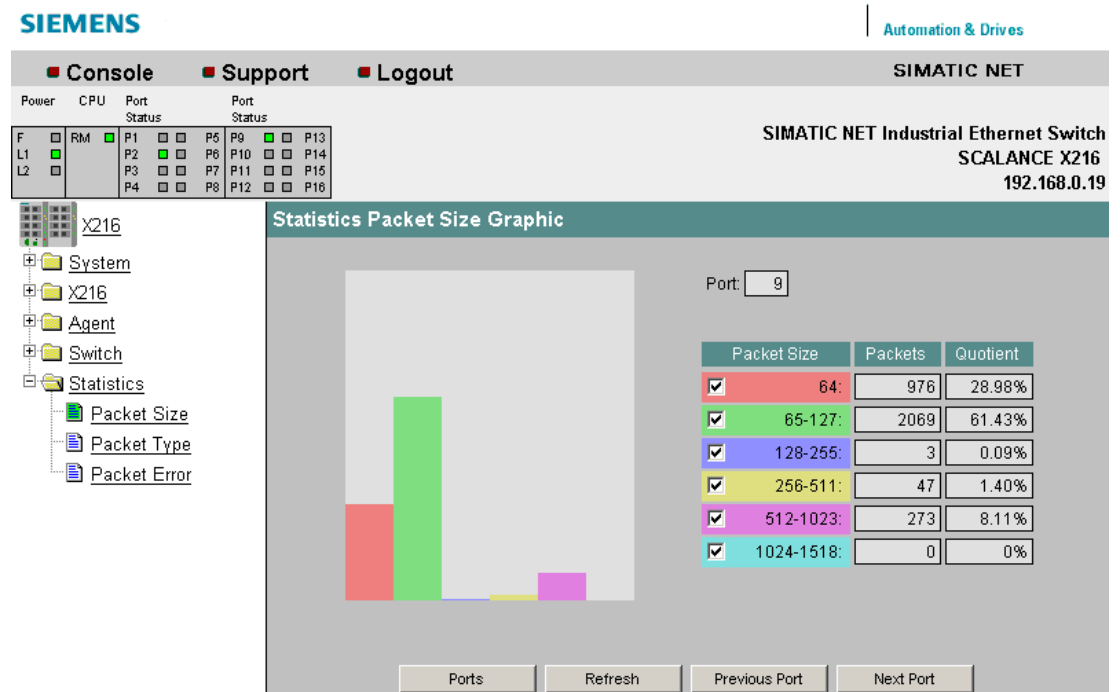 SIEMENS
Automation & Drives
Console Support Logout SIMATIC NET
Power CPU Port Status Port Status
F RM P1 P5 P9 P13
L1 P2 P6 P10 P14
L2 P3 P7 P11 P15
P4 P8 P12 P16
SIMATIC NET Industrial Ethernet Switch
SCALANCE X216
192.168.0.19
X216
System
X216
Agent
Switch
Statistics
Packet Size
Packet Type
Packet Error
Statistics Packet Size Graphic
Port: 9
Packet Size Packets Quotient
64: 976 28.98%
65-127: 2069 61.43%
128-255: 3 0.09%
256-511: 47 1.40%
512-1023: 273 8.11%
1024-1518: 0 0%
Ports Refresh Previous Port Next Port